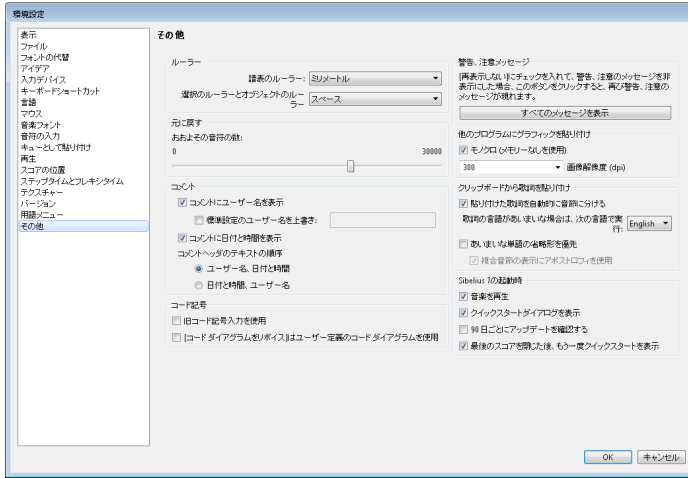 環境設定
表示
ファイル
フォントの代替
アイデア
入力デバイス
キーボードショートカット
言語
マウス
音楽フォント
音符の入力
キューとして貼り付け
再生
スコアの位置
ステップタイムとフレキシタイム
テクスチャー
バージョン
用語メニュー
その他
その他
ルーラー
譜表のルーラー: ミリメートル
選択のルーラーとオブジェクトのルー
ラー スペース
元に戻す
おおよその音符の数:
0 30000
コメント
コメントにユーザー名を表示
標準設定のユーザー名を上書き:
コメントに日付と時間を表示
コメントヘッダのテキストの順序
ユーザー名、日付と時間
日付と時間、ユーザー名
コード記号
旧コード記号入力を使用
[コードダイアグラムをリボイス]はユーザー定義のコードダイアグラムを使用
警告、注意メッセージ
[再表示しない]にチェックを入れて、警告、注意のメッセージを非
表示にした場合、このボタンをクリックすると、再び警告、注意の
メッセージが現れます。
すべてのメッセージを表示
他のプログラムにグラフィックを貼り付け
モノクロ (メモリーなしを使用)
300 画像解像度 (dpi)
クリップボードから歌詞を貼り付け
貼り付けた歌詞を自動的に音節に分ける
歌詞の言語があいまいな場合は、次の言語で実
行: English
あいまいな単語の省略形を優先
複合音節の表示にアポストロフィを使用
Sibelius 7の起動時
音楽を再生
クイックスタートダイアログを表示
90 日ごとにアップデートを確認する
最後のスコアを閉じた後、もう一度クイックスタートを表示
OK キャンセル